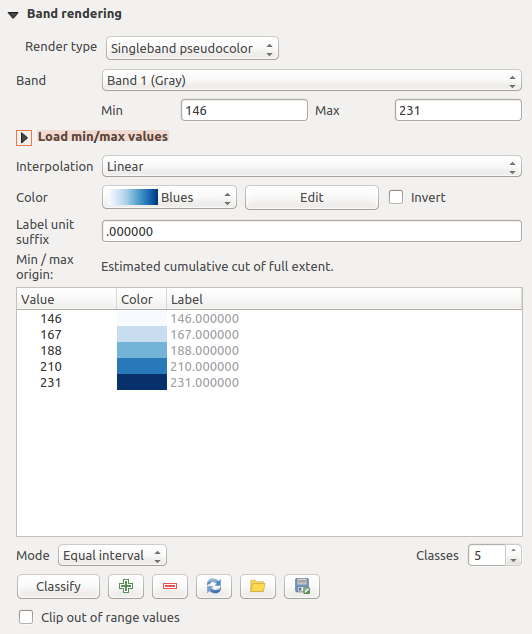 Band rendering
Render type Singleband pseudocolor
Band Band 1 (Gray)
Min 146 Max 231
Load min/max values
Interpolation Linear
Color Blues Edit Invert
Label unit
suffix .000000
Min / max
origin: Estimated cumulative cut of full extent.
Value Color Label
146 146.000000
167 167.000000
188 188.000000
210 210.000000
231 231.000000
Mode Equal interval Classes 5
Classify
Clip out of range values